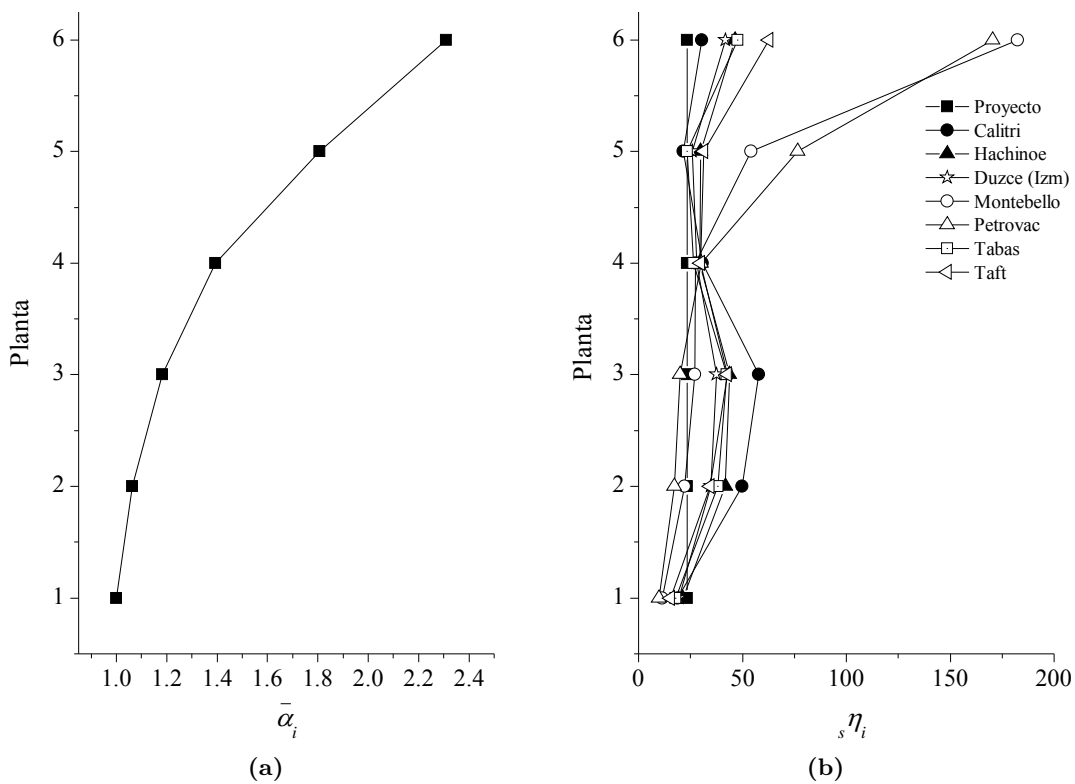 6
5
4
3
2
1
Planta
1.0 1.2 1.4 1.6 1.8 2.0 2.2 2.4
ᾱ_i
(a)
6
5
4
3
2
1
Planta
0 50 100 150 200
_sη_i
Proyecto
Calitri
Hachinoe
Duzce (Izm)
Montebello
Petrovac
Tabas
Taft
(b)